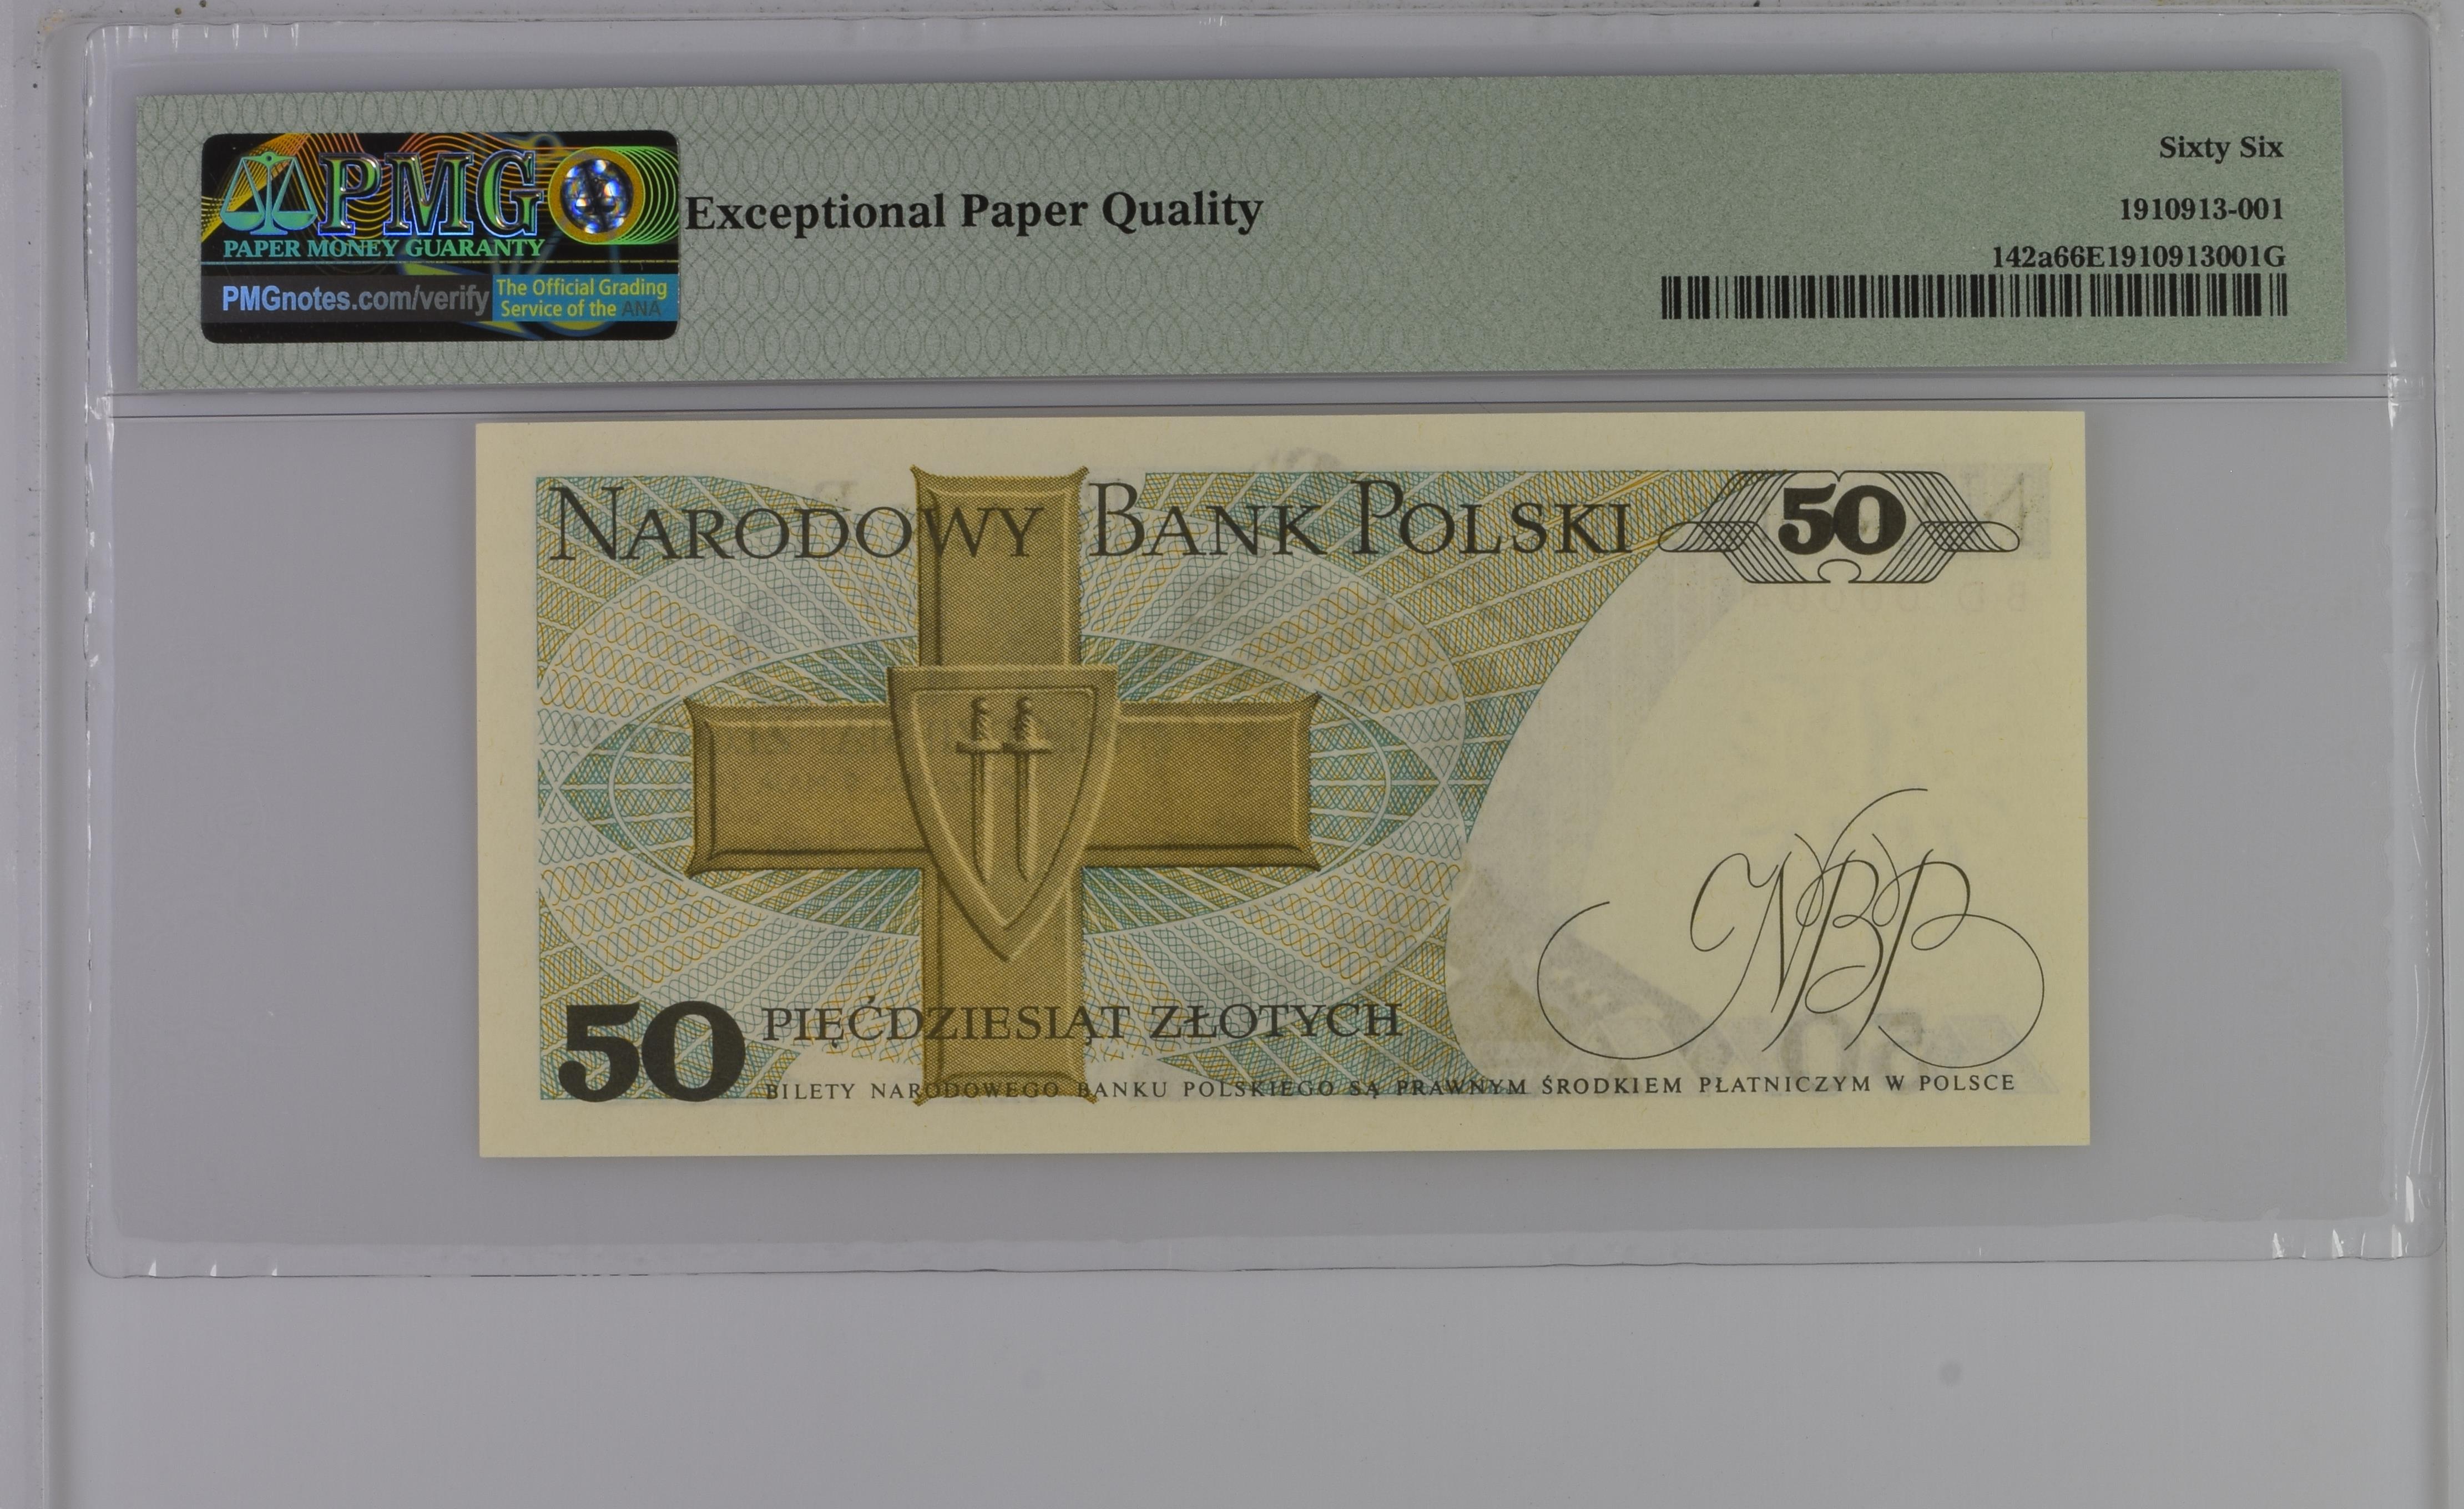 PMG
PAPER MONEY GUARANTY
PMGnotes.com/verify
The Official Grading
Service of the ANA
Exceptional Paper Quality
Sixty Six
1910913-001
142a66E1910913001G
NARODOWY BANK POLSKI
50
NBP
50 PIĘĆDZIESIĄT ZŁOTYCH
BILETY NARODOWEGO BANKU POLSKIEGO SĄ PRAWNYM ŚRODKIEM PŁATNICZYM W POLSCE